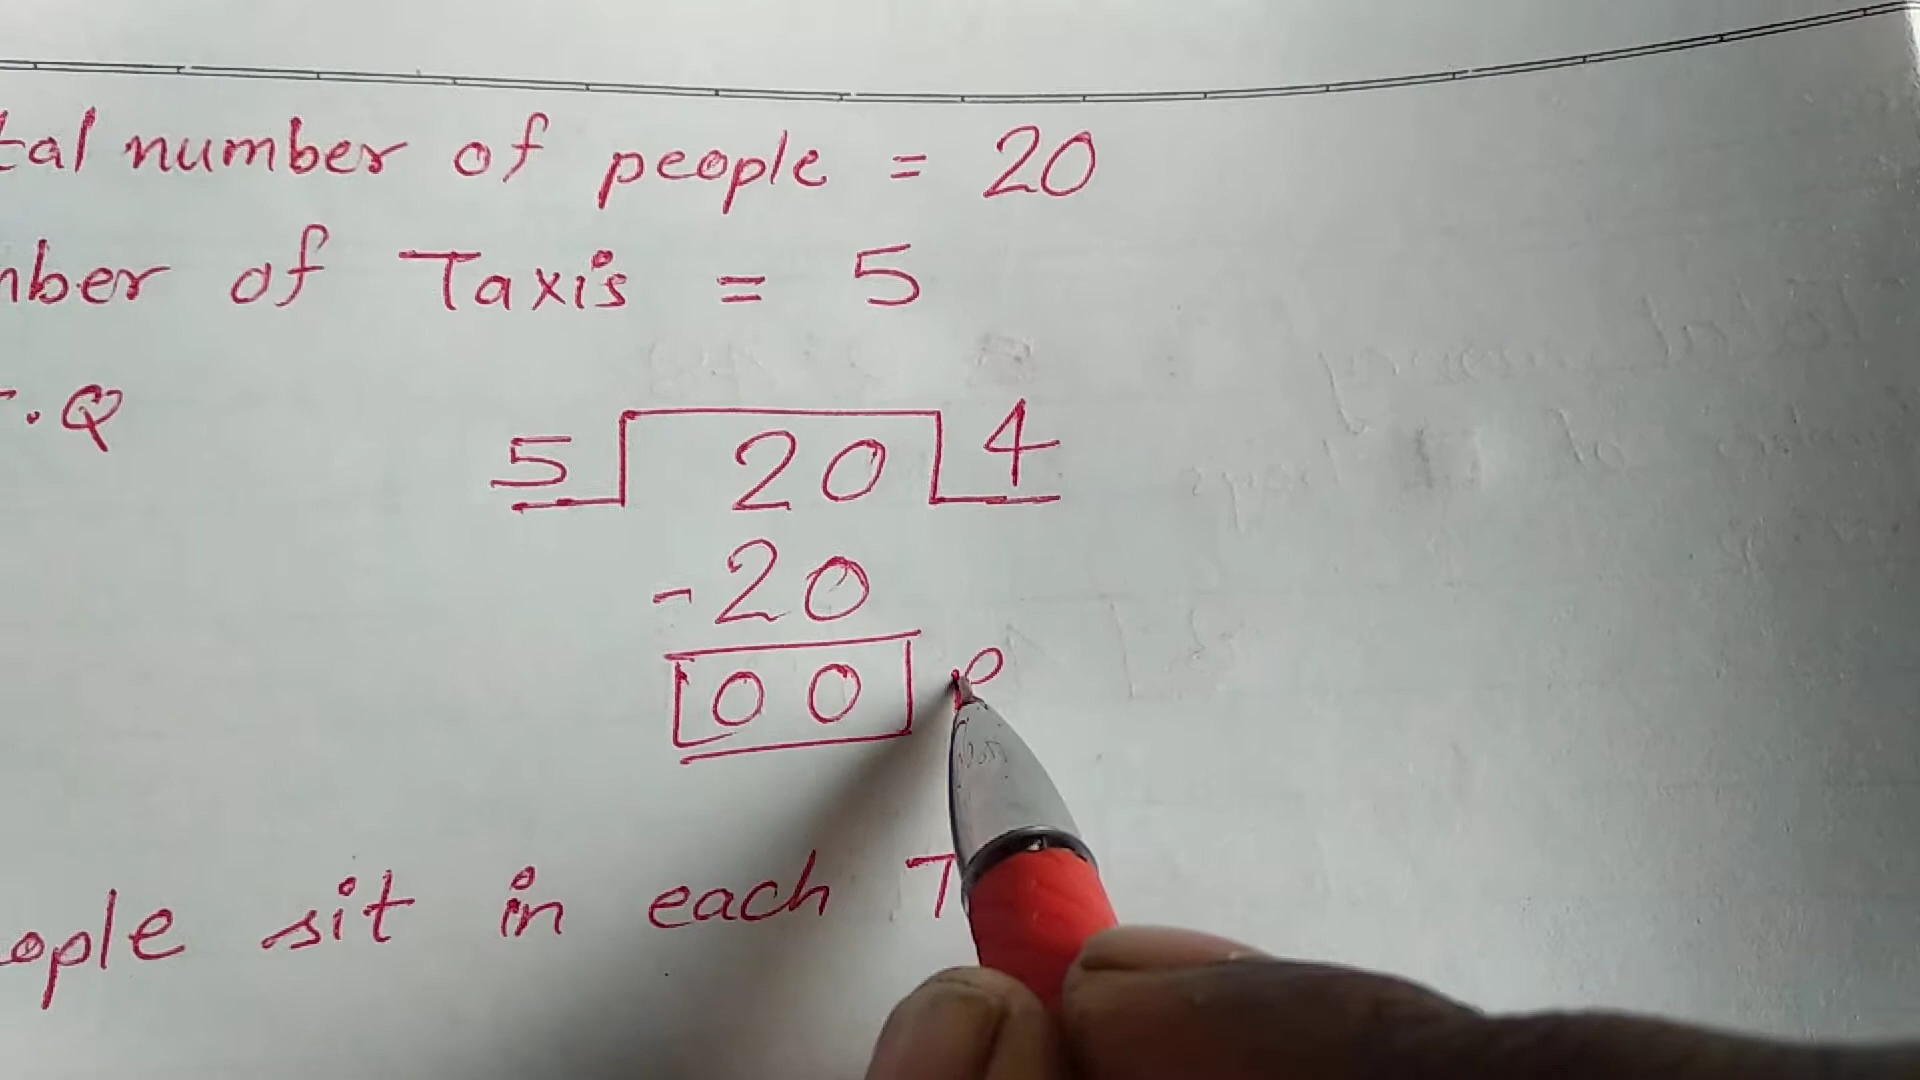 tal number of people = 20
mber of Taxis = 5
. Q
5 20 4
- 20
00
ople sit in each T